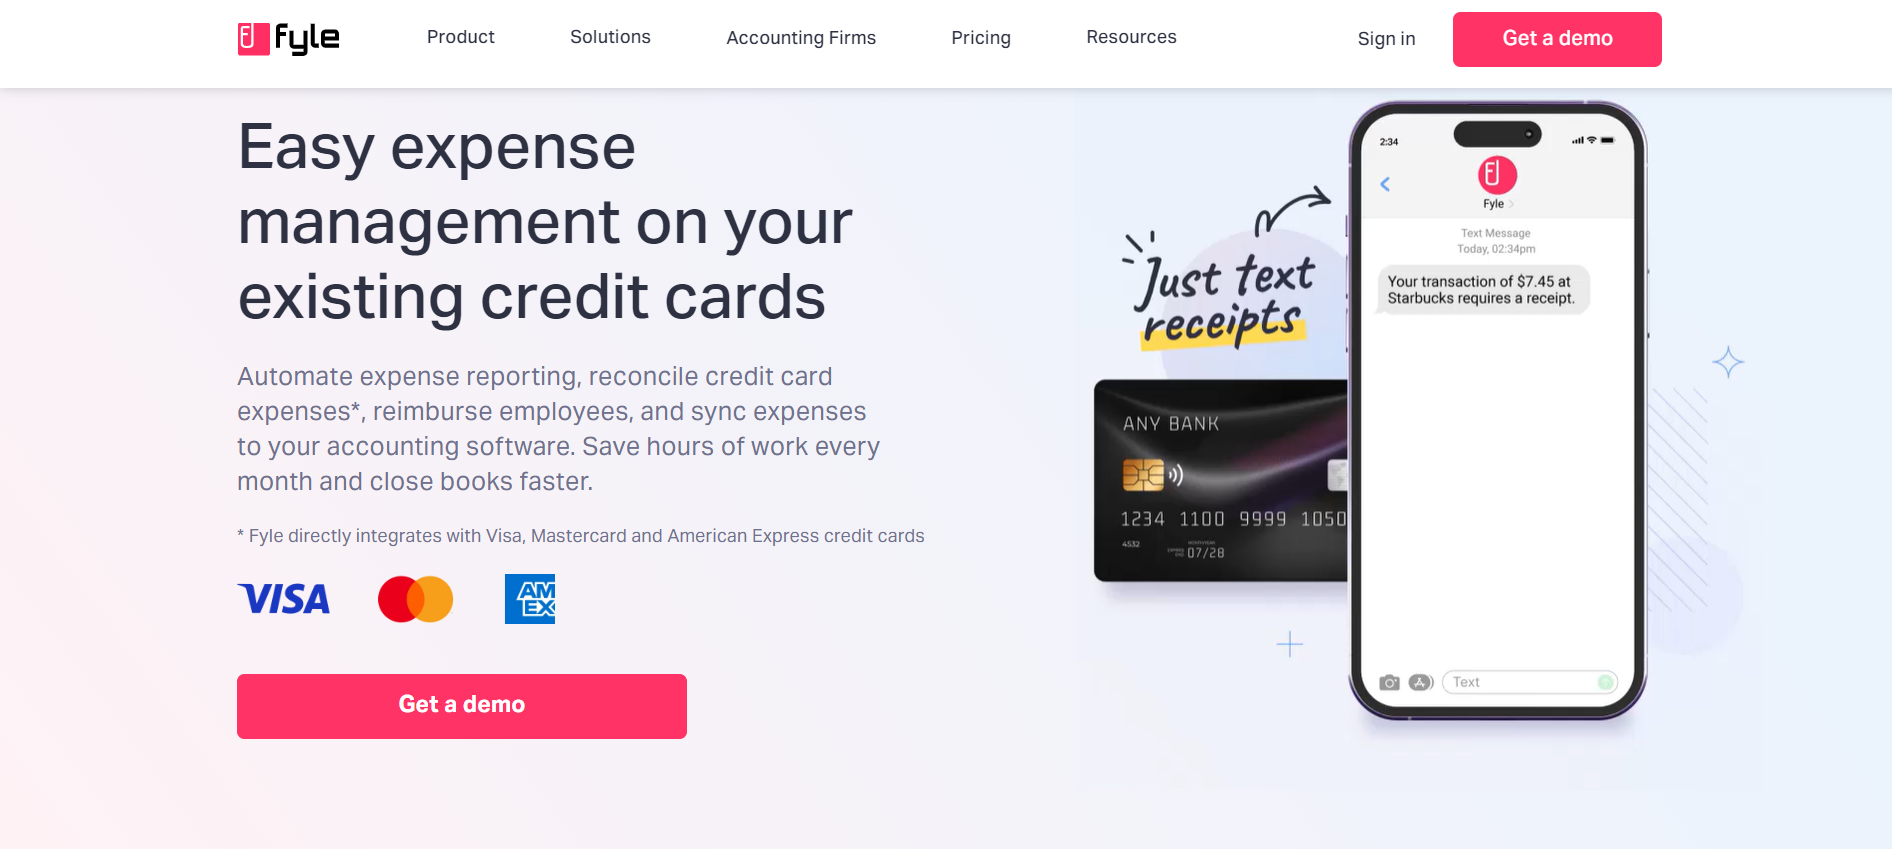 fyle
Product
Solutions
Accounting Firms
Pricing
Resources
Sign in
Get a demo
Easy expense
management on your
existing credit cards
Automate expense reporting, reconcile credit card
expenses*, reimburse employees, and sync expenses
to your accounting software. Save hours of work every
month and close books faster.
* Fyle directly integrates with Visa, Mastercard and American Express credit cards
VISA
AM
EX
Get a demo
Just text
receipts
ANY BANK
1234 1100 9999 1050
4532
07/28
2:34
Fyle
Text Message
Today, 02:34pm
Your transaction of $7.45 at
Starbucks requires a receipt.
Text